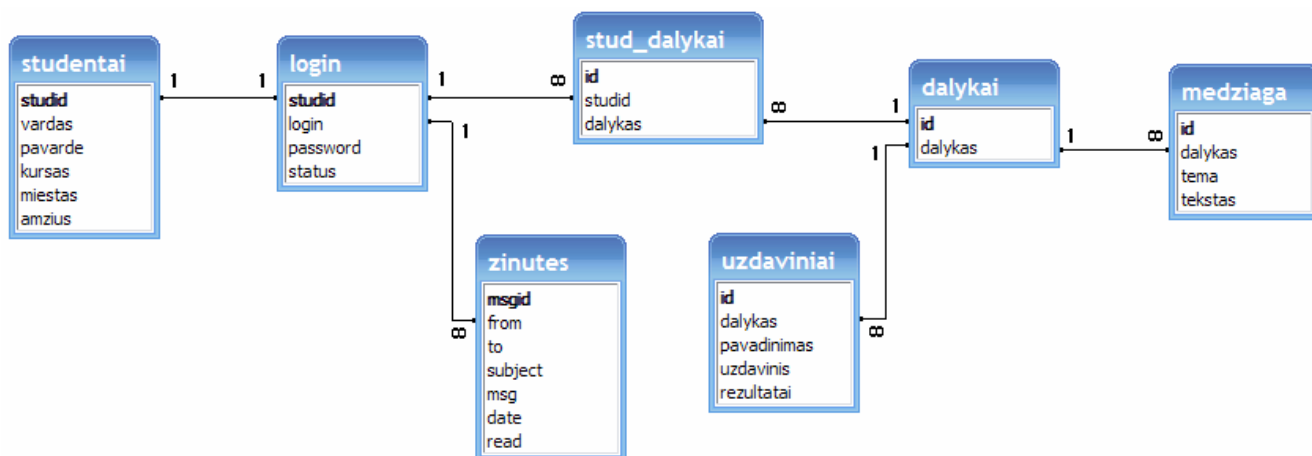 studentai
studid
vardas
pavarde
kursas
miestas
amzius
1
1
login
studid
login
password
status
1
8
1
8
stud_dalykai
id
studid
dalykas
8
1
dalykai
id
dalykas
1
8
1
8
medziaga
id
dalykas
tema
tekstas
zinutes
msgid
from
to
subject
msg
date
read
uzdaviniai
id
dalykas
pavadinimas
uzdavinis
rezultatai